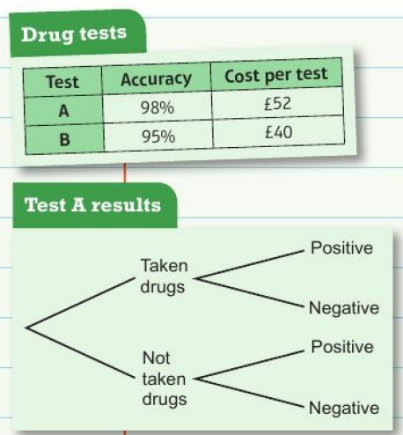 Drug tests
Test Accuracy Cost per test
A 98% £52
B 95% £40
Test A results
Positive
Taken
drugs
Negative
Positive
Not
taken
drugs
Negative